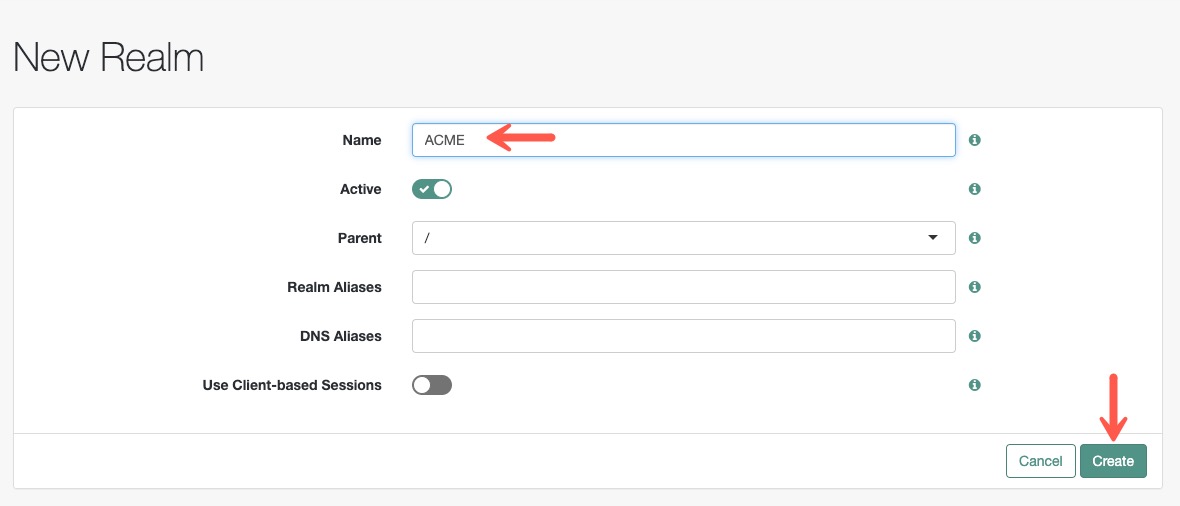 New Realm
Name ACME
Active
Parent /
Realm Aliases
DNS Aliases
Use Client-based Sessions
Cancel Create